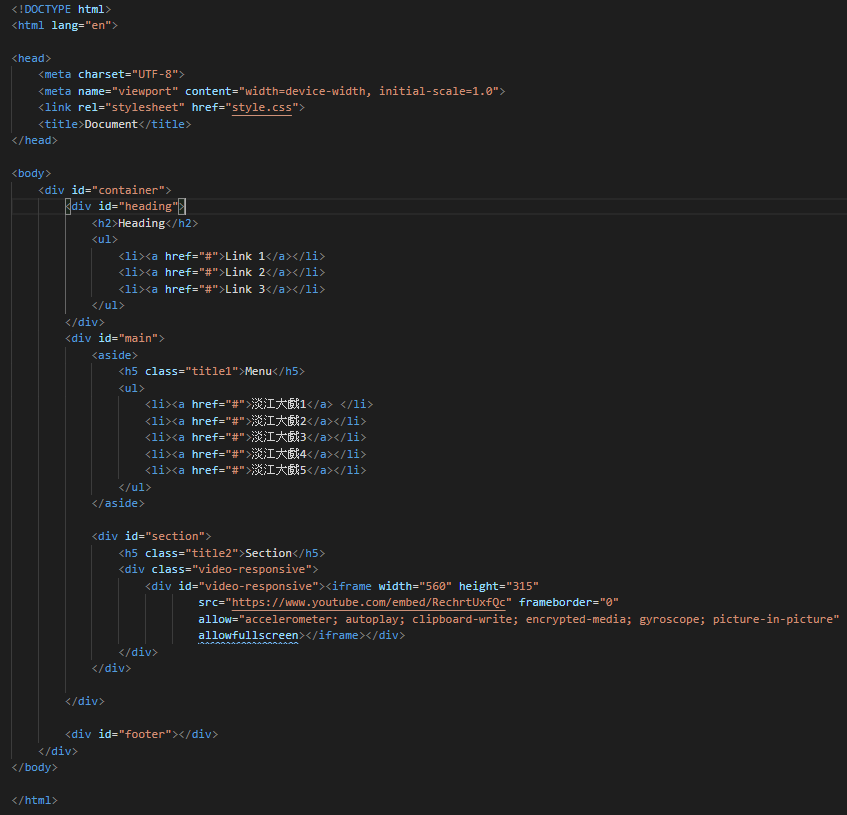 <!DOCTYPE html>
<html lang="en">
<head>
<meta charset="UTF-8">
<meta name="viewport" content="width=device-width, initial-scale=1.0">
<link rel="stylesheet" href="style.css">
<title>Document</title>
</head>
<body>
<div id="container">
<div id="heading">
<h2>Heading</h2>
<ul>
<li><a href="#">Link 1</a></li>
<li><a href="#">Link 2</a></li>
<li><a href="#">Link 3</a></li>
</ul>
</div>
<div id="main">
<aside>
<h5 class="title1">Menu</h5>
<ul>
<li><a href="#">淡江大戲1</a> </li>
<li><a href="#">淡江大戲2</a></li>
<li><a href="#">淡江大戲3</a></li>
<li><a href="#">淡江大戲4</a></li>
<li><a href="#">淡江大戲5</a></li>
</ul>
</aside>
<div id="section">
<h5 class="title2">Section</h5>
<div class="video-responsive">
<div id="video-responsive"><iframe width="560" height="315"
src="https://www.youtube.com/embed/RechrtUxfQc" frameborder="0"
allow="accelerometer; autoplay; clipboard-write; encrypted-media; gyroscope; picture-in-picture"
allowfullscreen></iframe></div>
</div>
</div>
</div>
<div id="footer"></div>
</div>
</body>
</html>